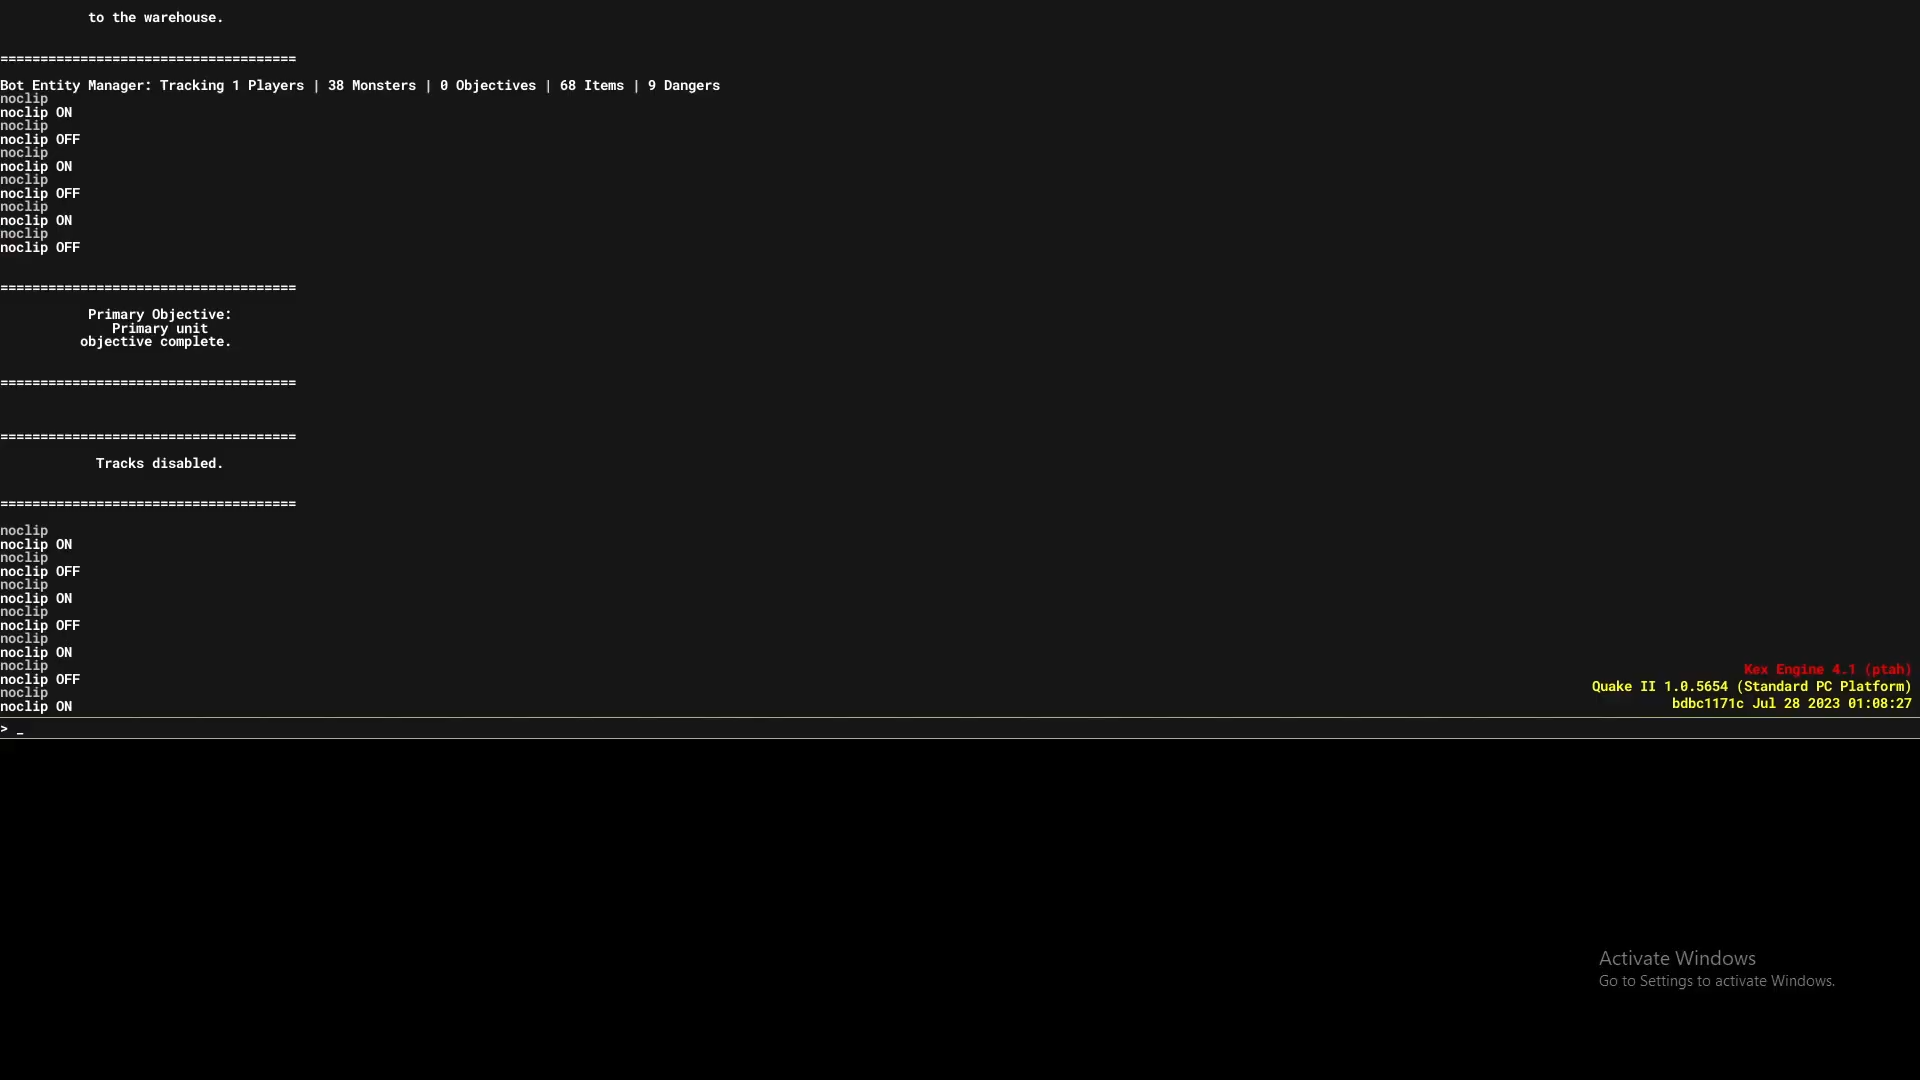 to the warehouse.
=====================================
Bot Entity Manager: Tracking 1 Players | 38 Monsters | 0 Objectives | 68 Items | 9 Dangers
noclip
noclip ON
noclip
noclip OFF
noclip
noclip ON
noclip
noclip OFF
noclip
noclip ON
noclip
noclip OFF
=====================================
Primary Objective:
Primary unit
objective complete.
=====================================
=====================================
Tracks disabled.
=====================================
noclip
noclip ON
noclip
noclip OFF
noclip
noclip ON
noclip
noclip OFF
noclip
noclip ON
noclip
noclip OFF
noclip
noclip ON
Kex Engine 4.1 (ptah)
Quake II 1.0.5654 (Standard PC Platform)
bdbc1171c Jul 28 2023 01:08:27
> _
Activate Windows
Go to Settings to activate Windows.